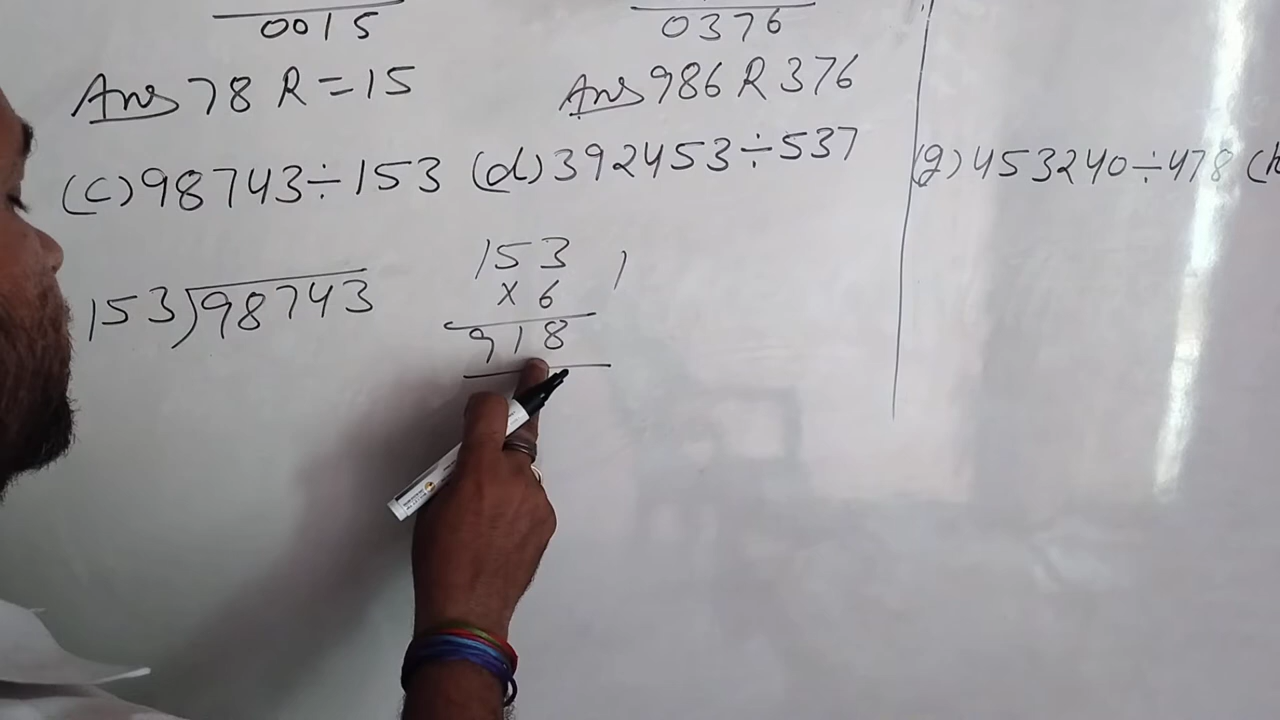 0015
0376
Ans 78 R = 15
Ans 986 R 376
(c) 98743÷153
(d) 392453÷537
(g) 453240÷478 (h
153)98743
153
× 6
918